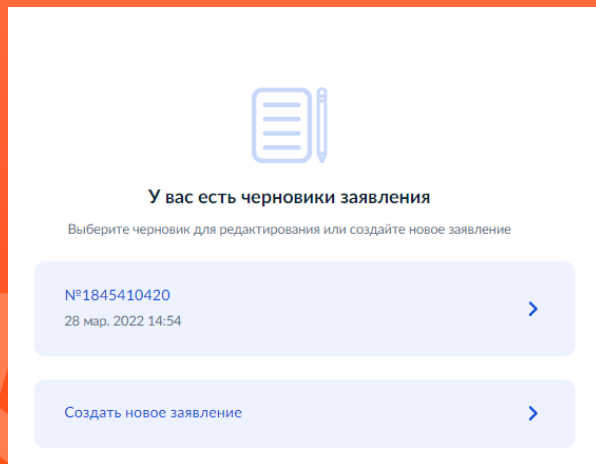 У вас есть черновики заявления
Выберите черновик для редактирования или создайте новое заявление
№1845410420
28 мар. 2022 14:54
Создать новое заявление